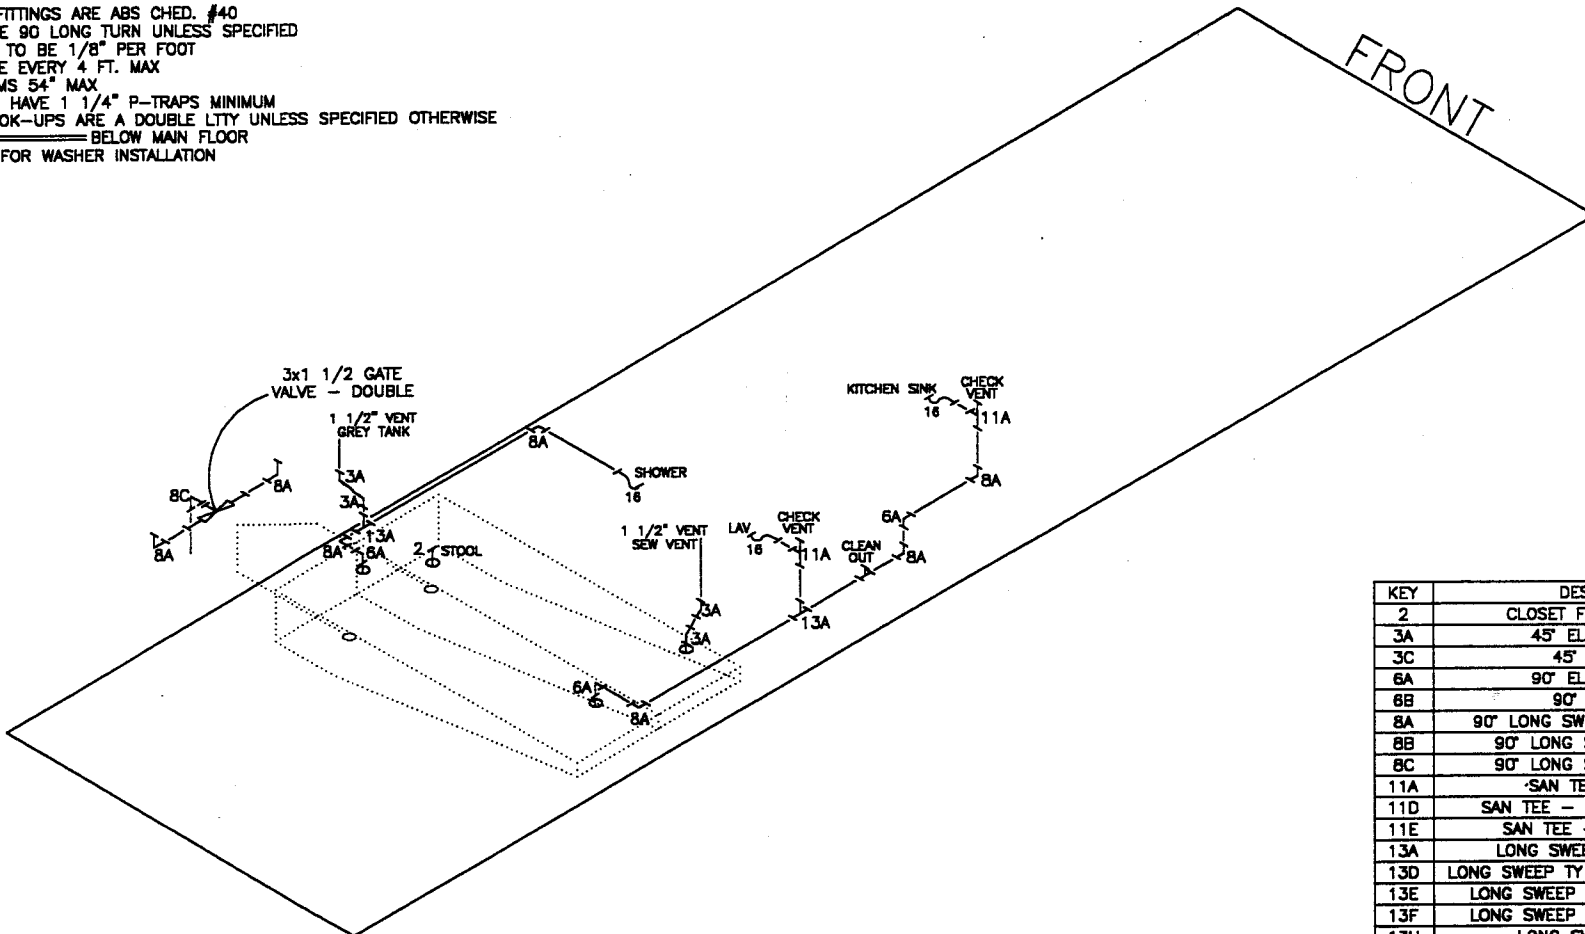 FITTINGS ARE ABS CHED. #40
E 90 LONG TURN UNLESS SPECIFIED
TO BE 1/8" PER FOOT
E EVERY 4 FT. MAX
MS 54" MAX
HAVE 1 1/4" P-TRAPS MINIMUM
OK-UPS ARE A DOUBLE LTTY UNLESS SPECIFIED OTHERWISE
BELOW MAIN FLOOR
FOR WASHER INSTALLATION
FRONT
3x1 1/2 GATE
VALVE - DOUBLE
1 1/2" VENT
GREY TANK
KITCHEN SINK
16
CHECK
VENT
11A
8A
8A
SHOWER
16
3A
3A
13A
8A
6A
8C
8A
8A
2
STOOL
1 1/2" VENT
SEW VENT
LAV
16
CHECK
VENT
11A
CLEAN
OUT
6A
8A
3A
3A
13A
6A
8A
KEY DES
2 CLOSET F
3A 45° EL
3C 45°
6A 90° EL
6B 90°
8A 90° LONG SW
8B 90° LONG
8C 90° LONG
11A SAN TE
11D SAN TEE -
11E SAN TEE
13A LONG SWEE
13D LONG SWEEP TY
13E LONG SWEEP
13F LONG SWEEP